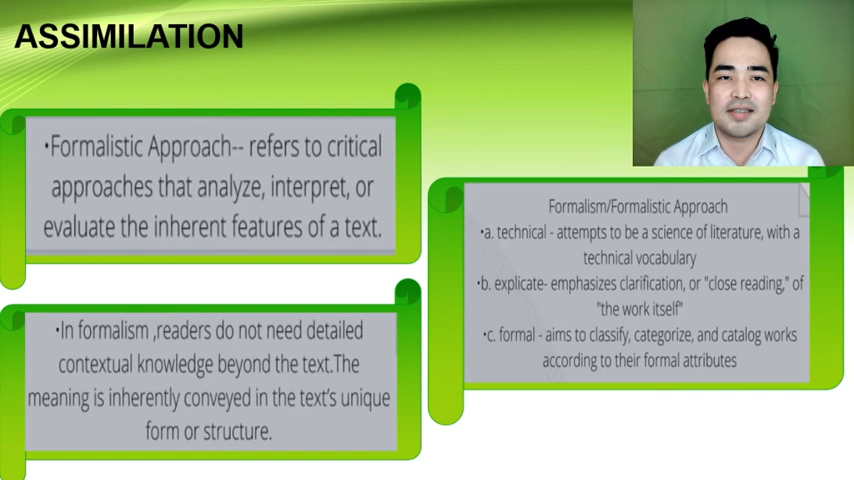 ASSIMILATION
•Formalistic Approach-- refers to critical
approaches that analyze, interpret, or
evaluate the inherent features of a text.
•In formalism ,readers do not need detailed
contextual knowledge beyond the text.The
meaning is inherently conveyed in the text's unique
form or structure.
Formalism/Formalistic Approach
•a. technical - attempts to be a science of literature, with a
technical vocabulary
•b. explicate- emphasizes clarification, or "close reading," of
"the work itself"
•c. formal - aims to classify, categorize, and catalog works
according to their formal attributes